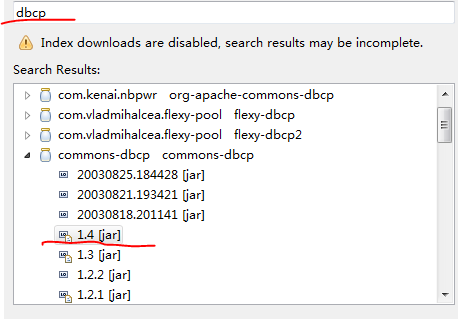 dbcp
Index downloads are disabled, search results may be incomplete.
Search Results:
com.kenai.nbpwr org-apache-commons-dbcp
com.vladmihalcea.flexy-pool flexy-dbcp
com.vladmihalcea.flexy-pool flexy-dbcp2
commons-dbcp commons-dbcp
20030825.184428 [jar]
20030821.193421 [jar]
20030818.201141 [jar]
1.4 [jar]
1.3 [jar]
1.2.2 [jar]
1.2.1 [jar]